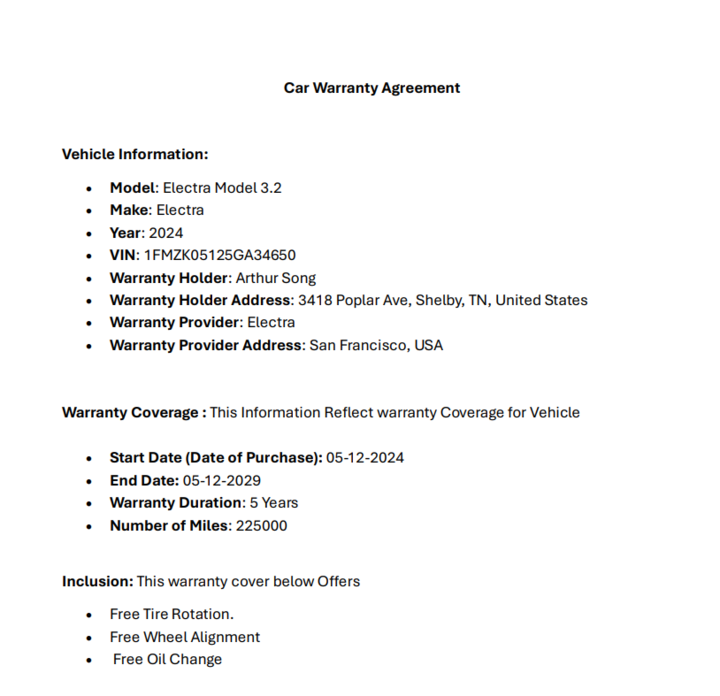 Car Warranty Agreement
Vehicle Information:
• Model: Electra Model 3.2
• Make: Electra
• Year: 2024
• VIN: 1FMZK05125GA34650
• Warranty Holder: Arthur Song
• Warranty Holder Address: 3418 Poplar Ave, Shelby, TN, United States
• Warranty Provider: Electra
• Warranty Provider Address: San Francisco, USA
Warranty Coverage : This Information Reflect warranty Coverage for Vehicle
• Start Date (Date of Purchase): 05-12-2024
• End Date: 05-12-2029
• Warranty Duration: 5 Years
• Number of Miles: 225000
Inclusion: This warranty cover below Offers
• Free Tire Rotation.
• Free Wheel Alignment
• Free Oil Change